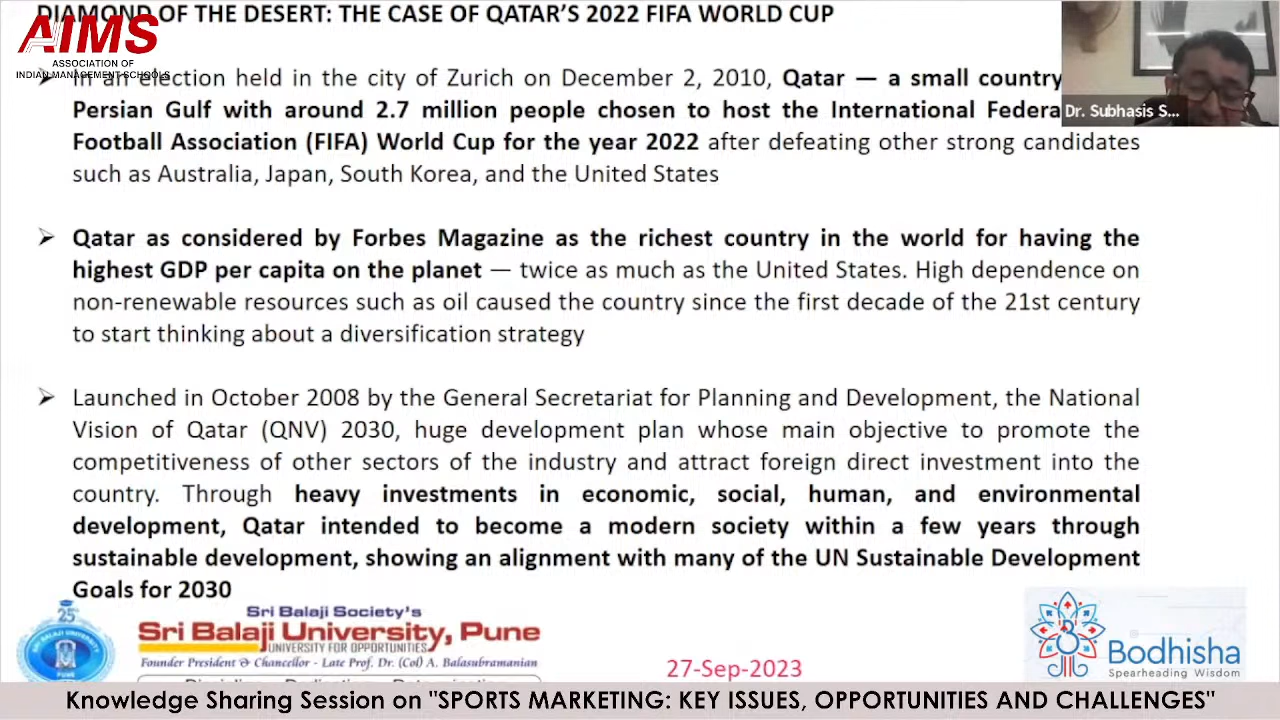 DIAMOND OF THE DESERT: THE CASE OF QATAR'S 2022 FIFA WORLD CUP
AIMS
ASSOCIATION OF
INDIAN MANAGEMENT SCHOOLS
➢ In an election held in the city of Zurich on December 2, 2010, Qatar — a small country
Persian Gulf with around 2.7 million people chosen to host the International Federa
Football Association (FIFA) World Cup for the year 2022 after defeating other strong candidates
such as Australia, Japan, South Korea, and the United States
Dr. Subhasis S...
➢ Qatar as considered by Forbes Magazine as the richest country in the world for having the
highest GDP per capita on the planet — twice as much as the United States. High dependence on
non-renewable resources such as oil caused the country since the first decade of the 21st century
to start thinking about a diversification strategy
➢ Launched in October 2008 by the General Secretariat for Planning and Development, the National
Vision of Qatar (QNV) 2030, huge development plan whose main objective to promote the
competitiveness of other sectors of the industry and attract foreign direct investment into the
country. Through heavy investments in economic, social, human, and environmental
development, Qatar intended to become a modern society within a few years through
sustainable development, showing an alignment with many of the UN Sustainable Development
Goals for 2030
25
PUNE
Sri Balaji Society's
Sri Balaji University, Pune
UNIVERSITY FOR OPPORTUNITIES
Founder President & Chancellor - Late Prof. Dr. (Col) A. Balasubramanian
27-Sep-2023
Bodhisha
Spearheading Wisdom
Knowledge Sharing Session on "SPORTS MARKETING: KEY ISSUES, OPPORTUNITIES AND CHALLENGES"